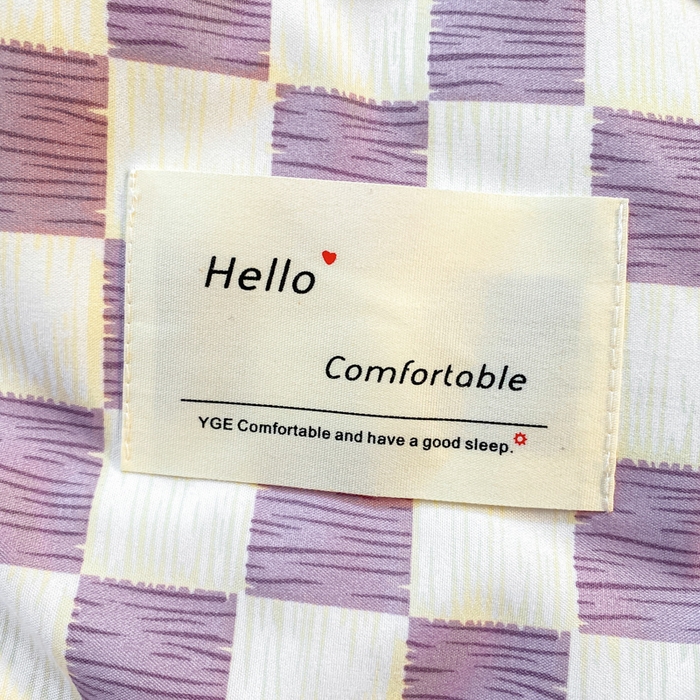 Hello
Comfortable
YGE Comfortable and have a good sleep.